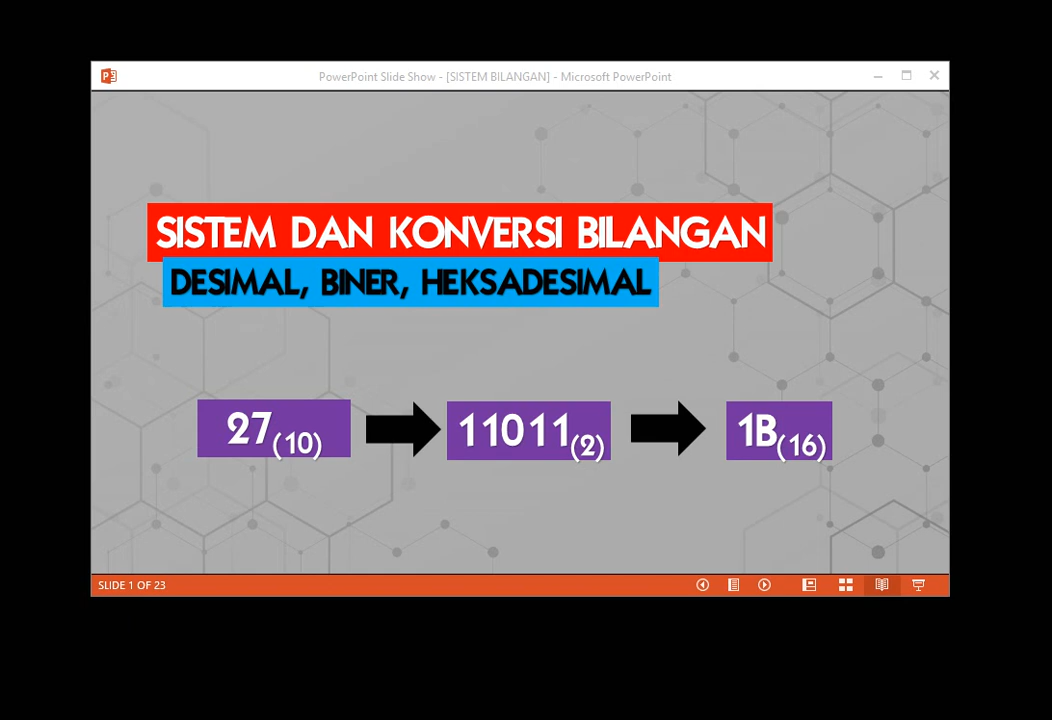 PowerPoint Slide Show - [SISTEM BILANGAN] - Microsoft PowerPoint
SISTEM DAN KONVERSI BILANGAN
DESIMAL, BINER, HEKSADESIMAL
27(10) 11011(2) 1B(16)
SLIDE 1 OF 23